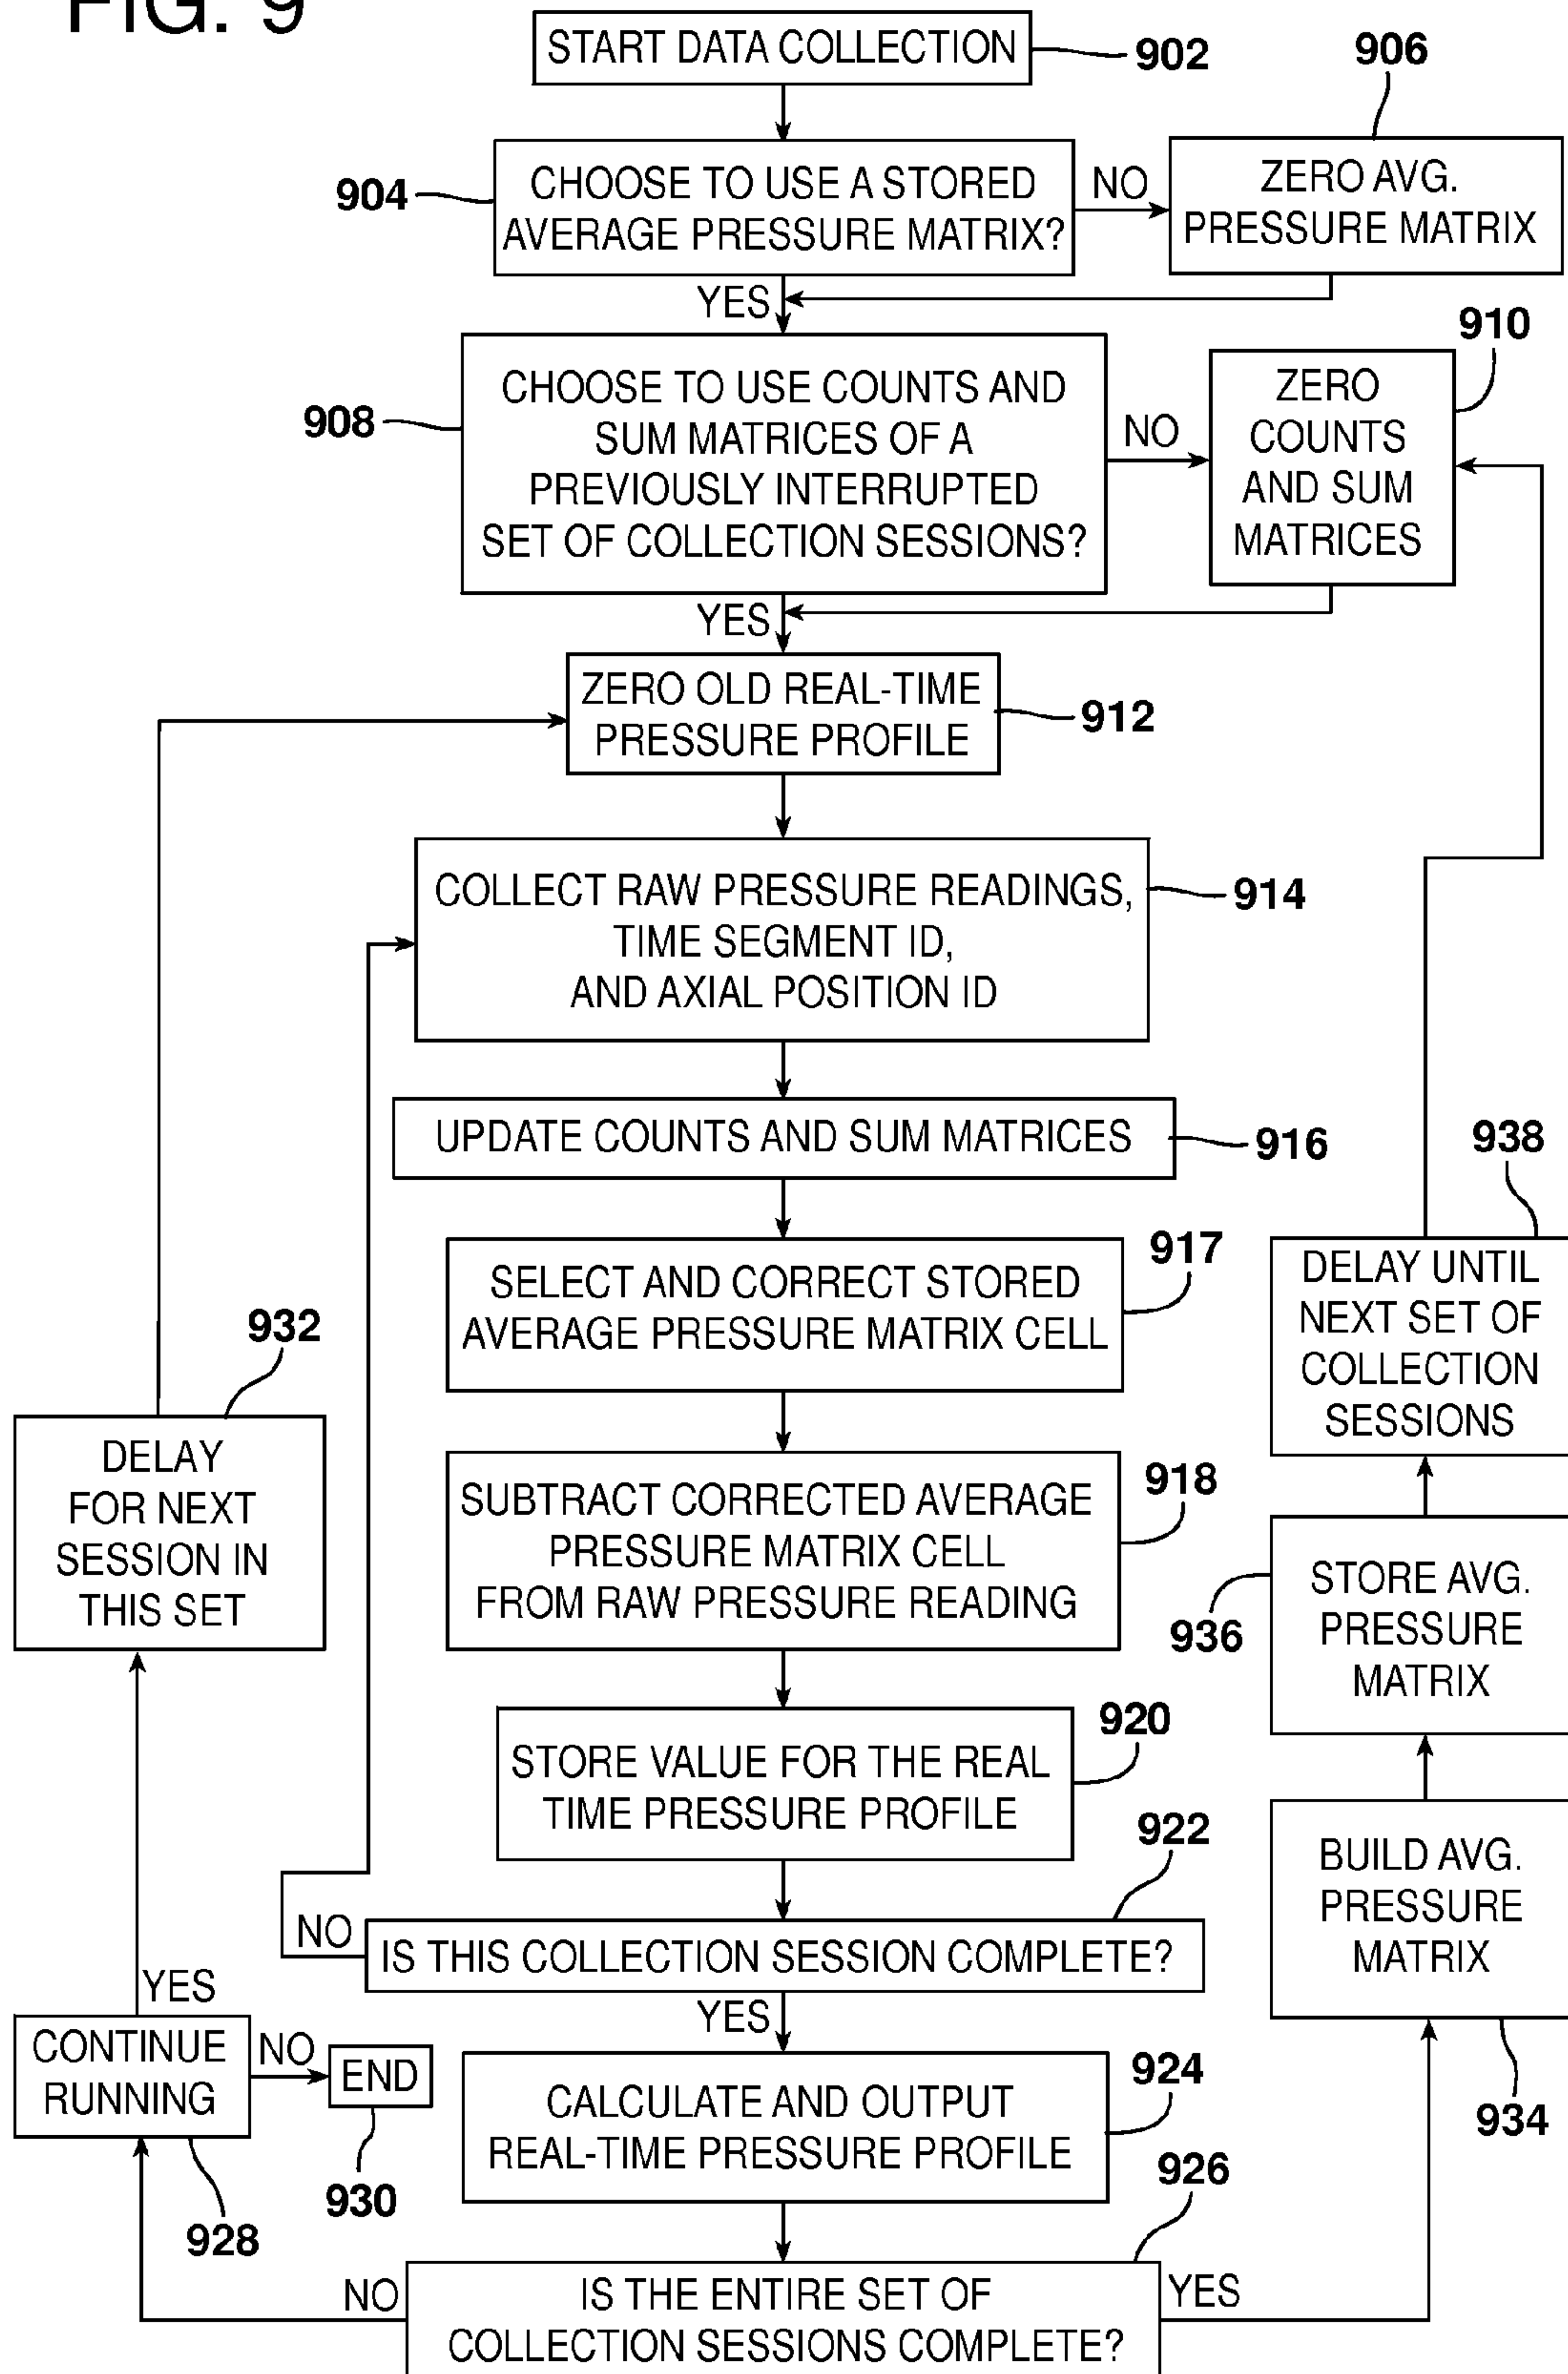 FIG. 9
START DATA COLLECTION
902
904
CHOOSE TO USE A STORED
AVERAGE PRESSURE MATRIX?
NO
906
ZERO AVG.
PRESSURE MATRIX
YES
908
CHOOSE TO USE COUNTS AND
SUM MATRICES OF A
PREVIOUSLY INTERRUPTED
SET OF COLLECTION SESSIONS?
NO
910
ZERO
COUNTS
AND SUM
MATRICES
YES
ZERO OLD REAL-TIME
PRESSURE PROFILE
912
COLLECT RAW PRESSURE READINGS,
TIME SEGMENT ID,
AND AXIAL POSITION ID
914
UPDATE COUNTS AND SUM MATRICES
916
SELECT AND CORRECT STORED
AVERAGE PRESSURE MATRIX CELL
917
SUBTRACT CORRECTED AVERAGE
PRESSURE MATRIX CELL
FROM RAW PRESSURE READING
918
STORE VALUE FOR THE REAL
TIME PRESSURE PROFILE
920
922
NO
IS THIS COLLECTION SESSION COMPLETE?
YES
CALCULATE AND OUTPUT
REAL-TIME PRESSURE PROFILE
924
926
NO
IS THE ENTIRE SET OF
COLLECTION SESSIONS COMPLETE?
YES
CONTINUE
RUNNING
928
NO
END
930
YES
932
DELAY
FOR NEXT
SESSION IN
THIS SET
BUILD AVG.
PRESSURE
MATRIX
934
STORE AVG.
PRESSURE
MATRIX
936
938
DELAY UNTIL
NEXT SET OF
COLLECTION
SESSIONS